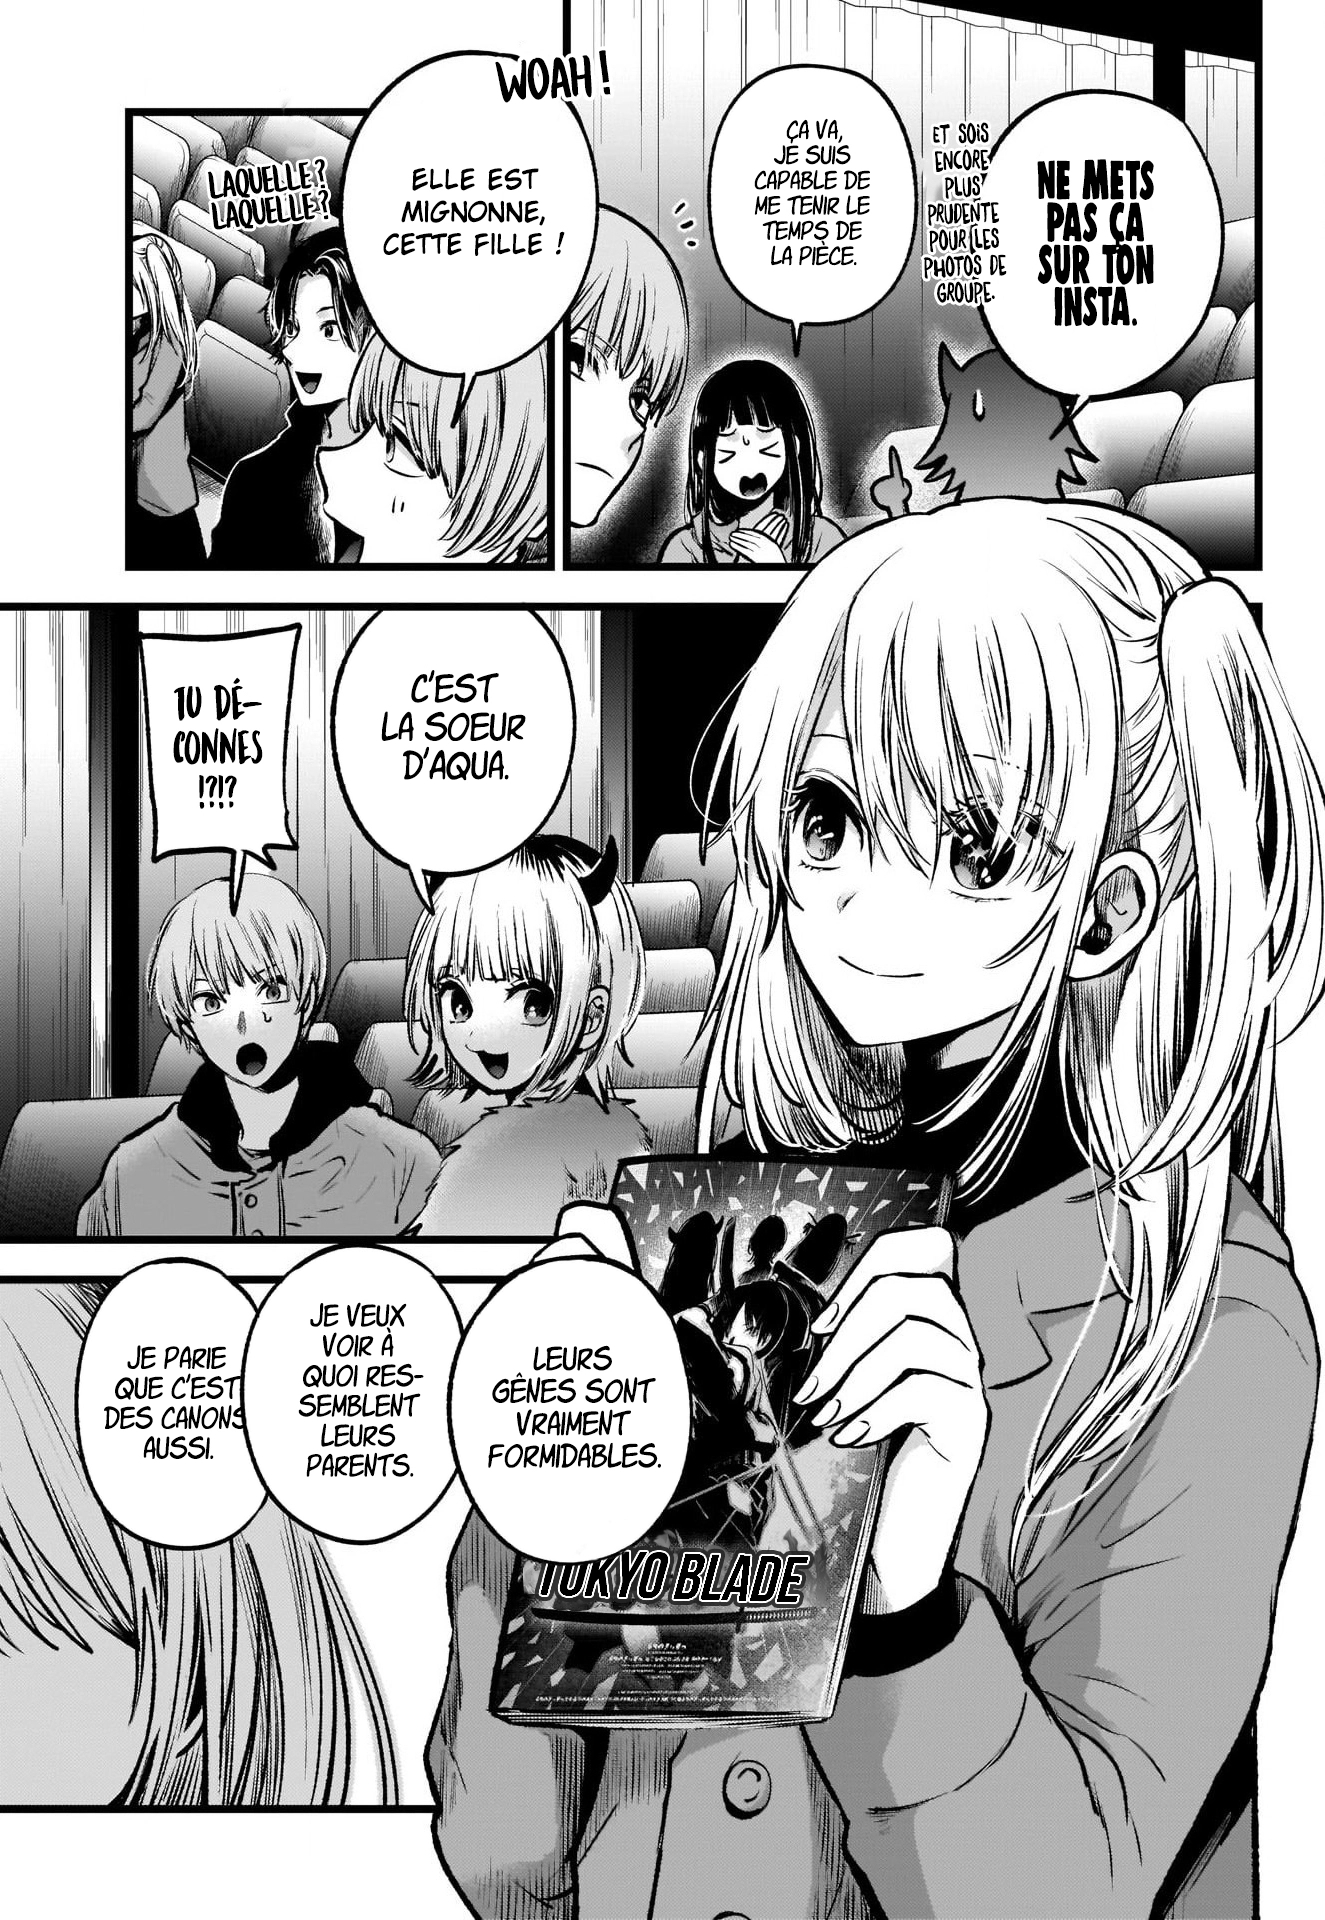 NE METS
PAS ÇA
SUR TON
INSTA.
ET SOIS
ENCORE
PLUS
PRUDENTE
POUR LES
PHOTOS DE
GROUPE.
ÇA VA,
JE SUIS
CAPABLE DE
ME TENIR LE
TEMPS DE
LA PIÈCE.
WOAH !
ELLE EST
MIGNONNE,
CETTE FILLE !
LAQUELLE ?
LAQUELLE ?
C'EST
LA SOEUR
D'AQUA.
TU DÉ-
CONNES
!?!?
LEURS
GÊNES SONT
VRAIMENT
FORMIDABLES.
JE VEUX
VOIR À
QUOI RES-
SEMBLENT
LEURS
PARENTS.
JE PARIE
QUE C'EST
DES CANONS
AUSSI.
TOKYO BLADE